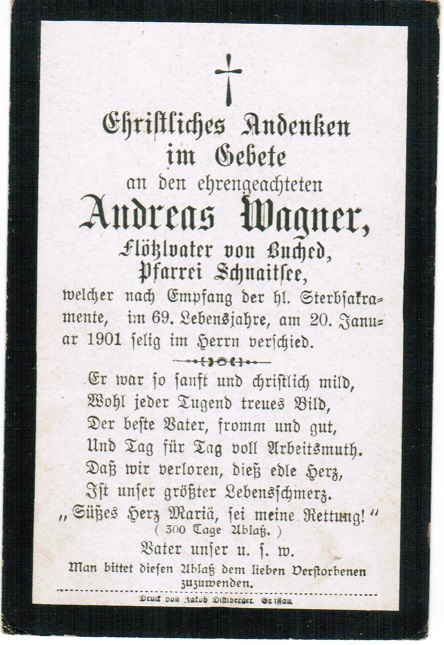 Chriſtliches Andenken
im Gebete
an den ehrengeachteten
Andreas Wagner,
Flötzlvater von Buched,
Pfarrei Schnaitſee,
welcher nach Empfang der hl. Sterbſakra-
mente, im 69. Lebensjahre, am 20. Janu-
ar 1901 ſelig im Herrn verſchied.
Er war ſo ſanft und chriſtlich mild,
Wohl jeder Tugend treues Bild,
Der beſte Vater, fromm und gut,
Und Tag für Tag voll Arbeitsmuth.
Daß wir verloren, dieß edle Herz,
Iſt unſer größter Lebensſchmerz.
„Süßes Herz Mariä, ſei meine Rettung!“
(300 Tage Ablaß.)
Vater unſer u. ſ. w.
Man bittet dieſen Ablaß dem lieben Verſtorbenen
zuzuwenden.
Druck von Jakob